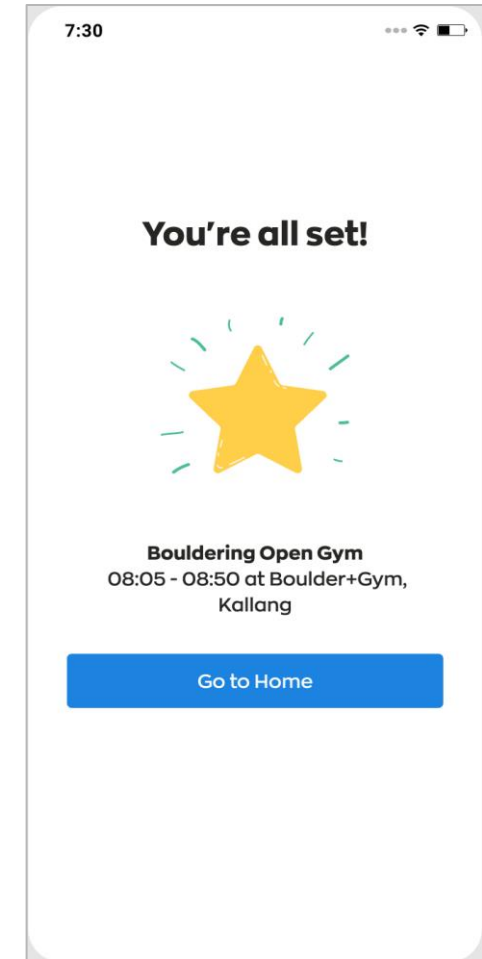 7:30
You're all set!
Bouldering Open Gym
08:05 - 08:50 at Boulder+Gym,
Kallang
Go to Home